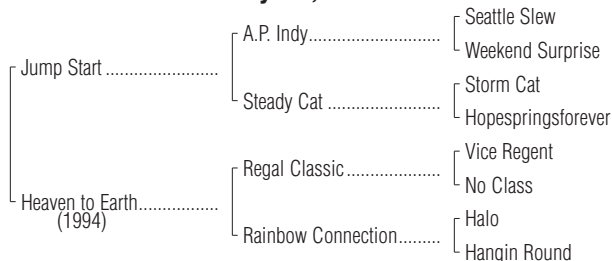 Seattle Slew
A.P. Indy
Weekend Surprise
Jump Start
Storm Cat
Steady Cat
Hopespringsforever
Vice Regent
Regal Classic
No Class
Heaven to Earth
(1994)
Halo
Rainbow Connection
Hangin Round